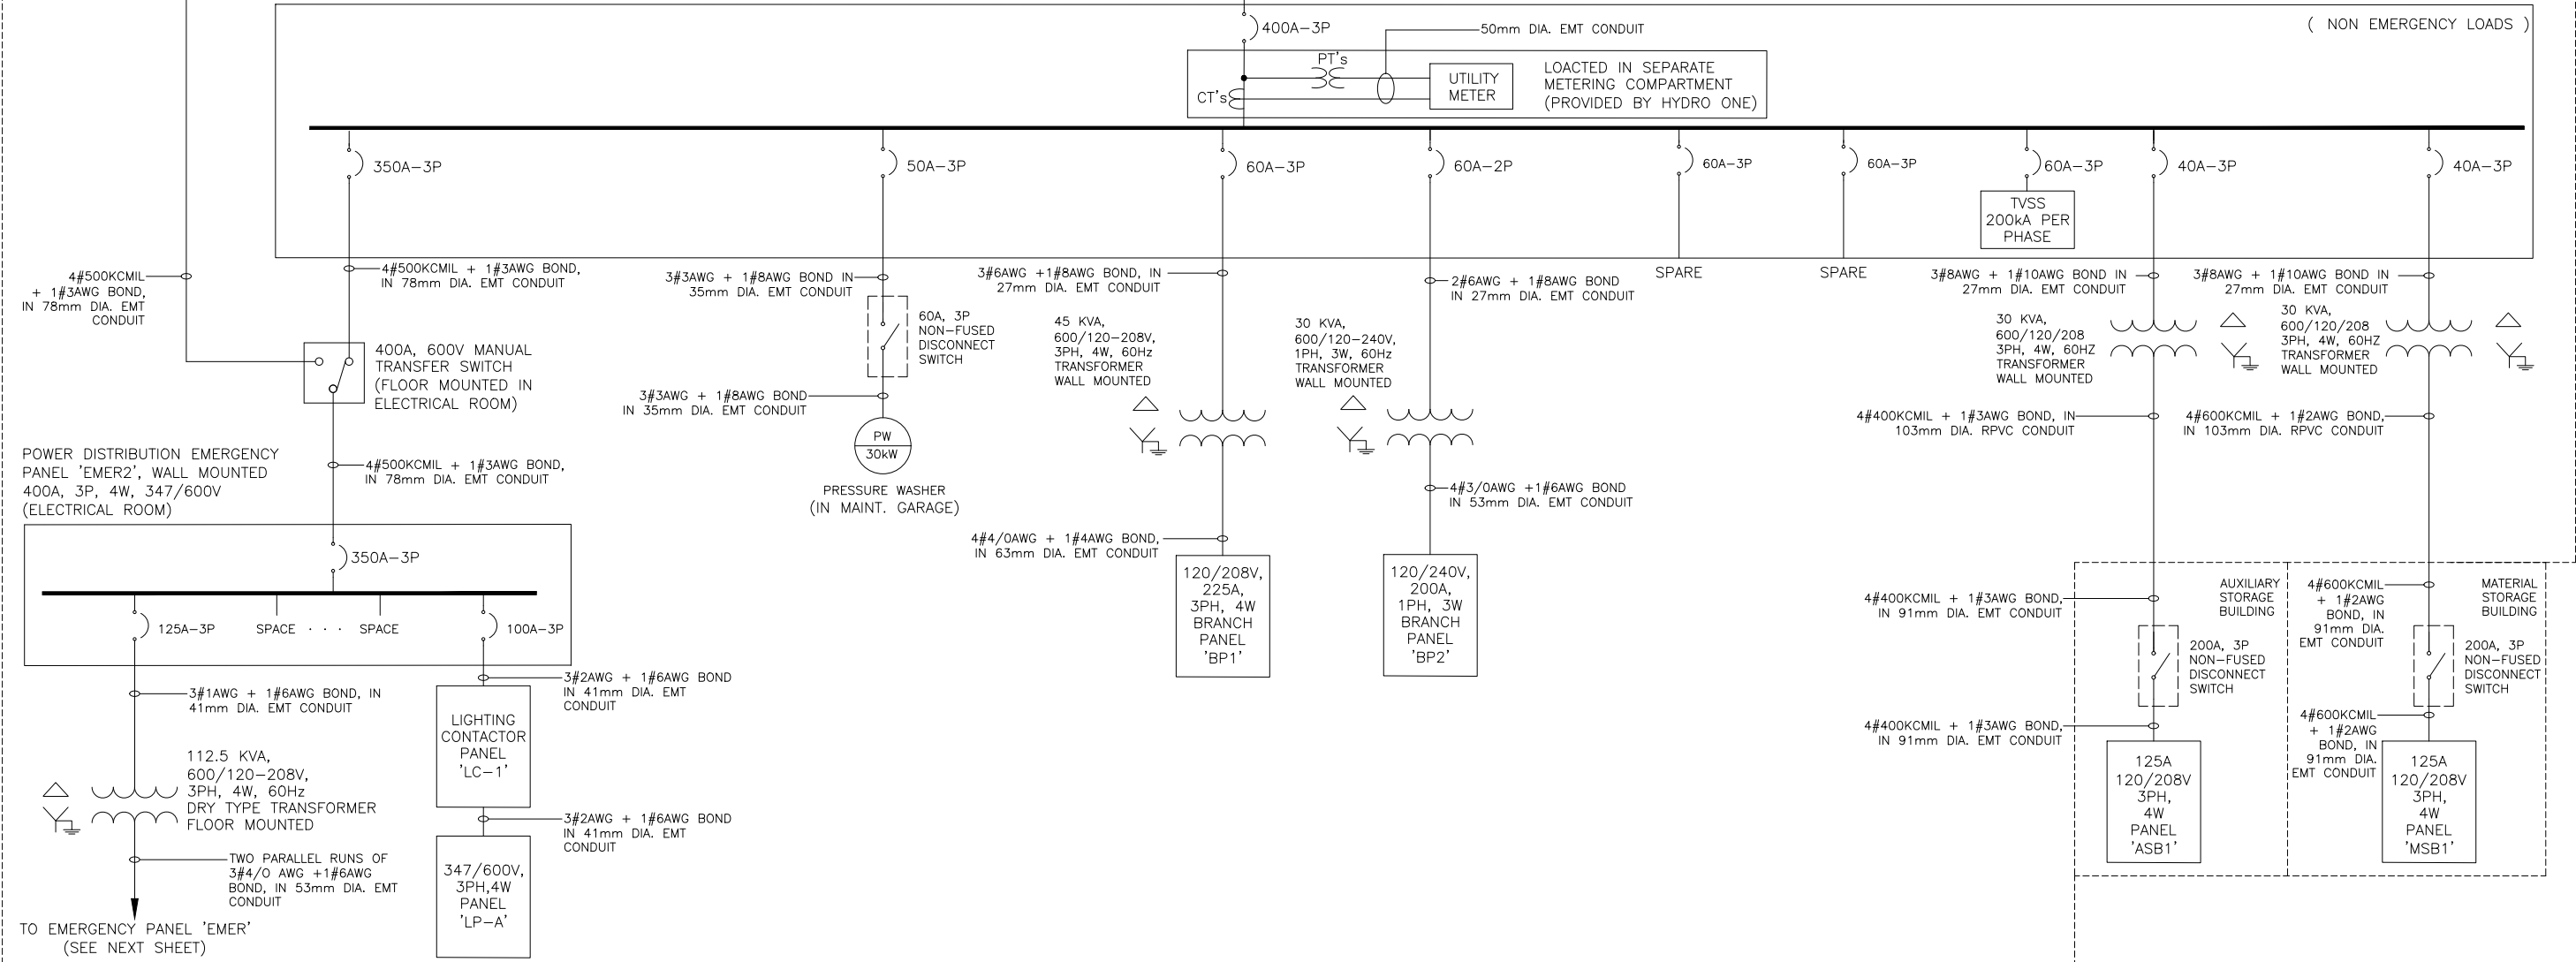 400A-3P
50mm DIA. EMT CONDUIT
( NON EMERGENCY LOADS )
PT's
CT's
UTILITY
METER
LOACTED IN SEPARATE
METERING COMPARTMENT
(PROVIDED BY HYDRO ONE)
350A-3P
50A-3P
60A-3P
60A-2P
60A-3P
60A-3P
60A-3P
40A-3P
40A-3P
TVSS
200kA PER
PHASE
4#500KCMIL
+ 1#3AWG BOND,
IN 78mm DIA. EMT
CONDUIT
4#500KCMIL + 1#3AWG BOND,
IN 78mm DIA. EMT CONDUIT
3#3AWG + 1#8AWG BOND IN
35mm DIA. EMT CONDUIT
3#6AWG +1#8AWG BOND, IN
27mm DIA. EMT CONDUIT
2#6AWG + 1#8AWG BOND
IN 27mm DIA. EMT CONDUIT
SPARE
SPARE
3#8AWG + 1#10AWG BOND IN
27mm DIA. EMT CONDUIT
3#8AWG + 1#10AWG BOND IN
27mm DIA. EMT CONDUIT
400A, 600V MANUAL
TRANSFER SWITCH
(FLOOR MOUNTED IN
ELECTRICAL ROOM)
60A, 3P
NON-FUSED
DISCONNECT
SWITCH
45 KVA,
600/120-208V,
3PH, 4W, 60Hz
TRANSFORMER
WALL MOUNTED
30 KVA,
600/120-240V,
1PH, 3W, 60Hz
TRANSFORMER
WALL MOUNTED
30 KVA,
600/120/208
3PH, 4W, 60HZ
TRANSFORMER
WALL MOUNTED
30 KVA,
600/120/208
3PH, 4W, 60HZ
TRANSFORMER
WALL MOUNTED
3#3AWG + 1#8AWG BOND
IN 35mm DIA. EMT CONDUIT
4#400KCMIL + 1#3AWG BOND, IN
103mm DIA. RPVC CONDUIT
4#600KCMIL + 1#2AWG BOND,
IN 103mm DIA. RPVC CONDUIT
PW
30kW
PRESSURE WASHER
(IN MAINT. GARAGE)
POWER DISTRIBUTION EMERGENCY
PANEL 'EMER2', WALL MOUNTED
400A, 3P, 4W, 347/600V
(ELECTRICAL ROOM)
4#500KCMIL + 1#3AWG BOND,
IN 78mm DIA. EMT CONDUIT
4#3/0AWG +1#6AWG BOND
IN 53mm DIA. EMT CONDUIT
4#4/0AWG + 1#4AWG BOND,
IN 63mm DIA. EMT CONDUIT
350A-3P
125A-3P
SPACE · · · SPACE
100A-3P
120/208V,
225A,
3PH, 4W
BRANCH
PANEL
'BP1'
120/240V,
200A,
1PH, 3W
BRANCH
PANEL
'BP2'
4#400KCMIL + 1#3AWG BOND,
IN 91mm DIA. EMT CONDUIT
AUXILIARY
STORAGE
BUILDING
4#600KCMIL
+ 1#2AWG
BOND, IN
91mm DIA.
EMT CONDUIT
MATERIAL
STORAGE
BUILDING
200A, 3P
NON-FUSED
DISCONNECT
SWITCH
200A, 3P
NON-FUSED
DISCONNECT
SWITCH
3#1AWG + 1#6AWG BOND, IN
41mm DIA. EMT CONDUIT
3#2AWG + 1#6AWG BOND
IN 41mm DIA. EMT
CONDUIT
LIGHTING
CONTACTOR
PANEL
'LC-1'
4#400KCMIL + 1#3AWG BOND,
IN 91mm DIA. EMT CONDUIT
4#600KCMIL
+ 1#2AWG
BOND, IN
91mm DIA.
EMT CONDUIT
112.5 KVA,
600/120-208V,
3PH, 4W, 60Hz
DRY TYPE TRANSFORMER
FLOOR MOUNTED
125A
120/208V
3PH,
4W
PANEL
'ASB1'
125A
120/208V
3PH,
4W
PANEL
'MSB1'
3#2AWG + 1#6AWG BOND
IN 41mm DIA. EMT
CONDUIT
TWO PARALLEL RUNS OF
3#4/0 AWG +1#6AWG
BOND, IN 53mm DIA. EMT
CONDUIT
347/600V,
3PH,4W
PANEL
'LP-A'
TO EMERGENCY PANEL 'EMER'
(SEE NEXT SHEET)